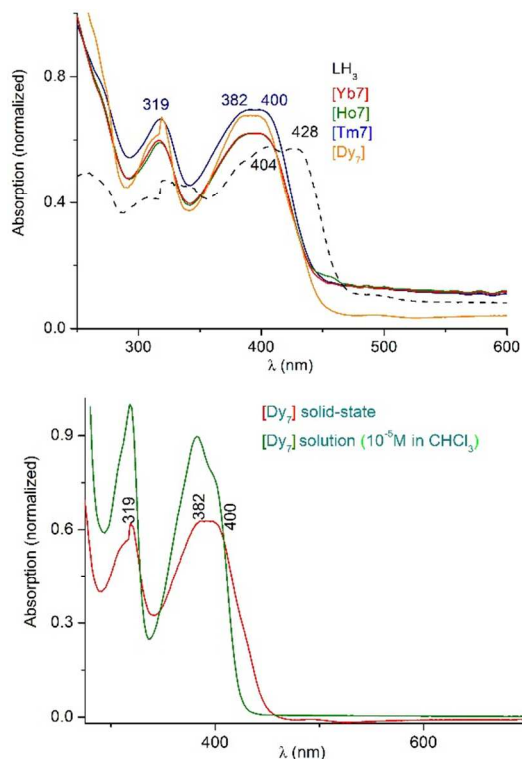 0.8
0.4
0.0
Absorption (normalized)
319
382 400
404
428
LH₃
[Yb7]
[Ho7]
[Tm7]
[Dy₇]
300 400 500 600
λ (nm)
0.9
0.6
0.3
0.0
Absorption (normalized)
319
382
400
[Dy₇] solid-state
[Dy₇] solution (10⁻⁵M in CHCl₃)
400 600
λ (nm)